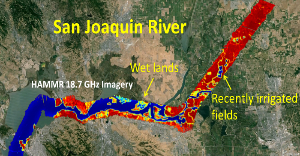 San Joaquin River
Wet lands
HAMMR 18.7 GHz Imagery
Recently irrigated
fields